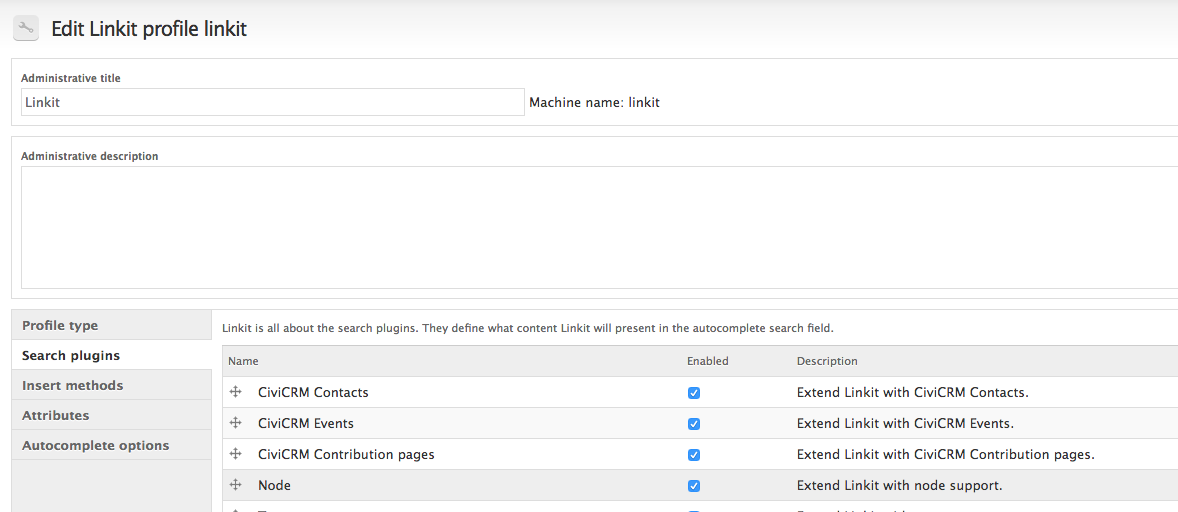 Edit Linkit profile linkit
Administrative title
Linkit Machine name: linkit
Administrative description
Profile type
Search plugins
Insert methods
Attributes
Autocomplete options
Linkit is all about the search plugins. They define what content Linkit will present in the autocomplete search field.
Name Enabled Description
CiviCRM Contacts Extend Linkit with CiviCRM Contacts.
CiviCRM Events Extend Linkit with CiviCRM Events.
CiviCRM Contribution pages Extend Linkit with CiviCRM Contribution pages.
Node Extend Linkit with node support.